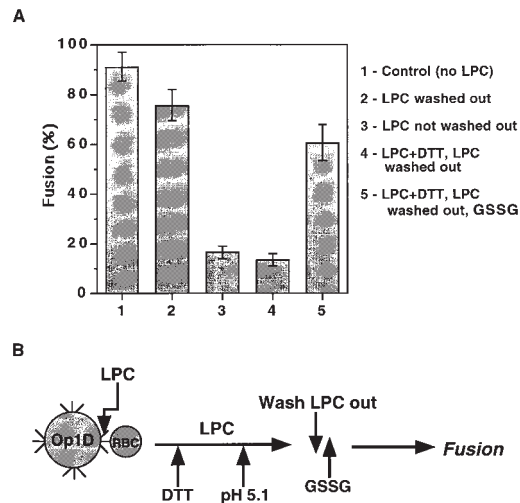 A
Fusion (%)
100
80
60
40
20
0
1
2
3
4
5
1 - Control (no LPC)
2 - LPC washed out
3 - LPC not washed out
4 - LPC+DTT, LPC
washed out
5 - LPC+DTT, LPC
washed out, GSSG
B
LPC
Op1D
RBC
LPC
DTT
pH 5.1
Wash LPC out
GSSG
Fusion